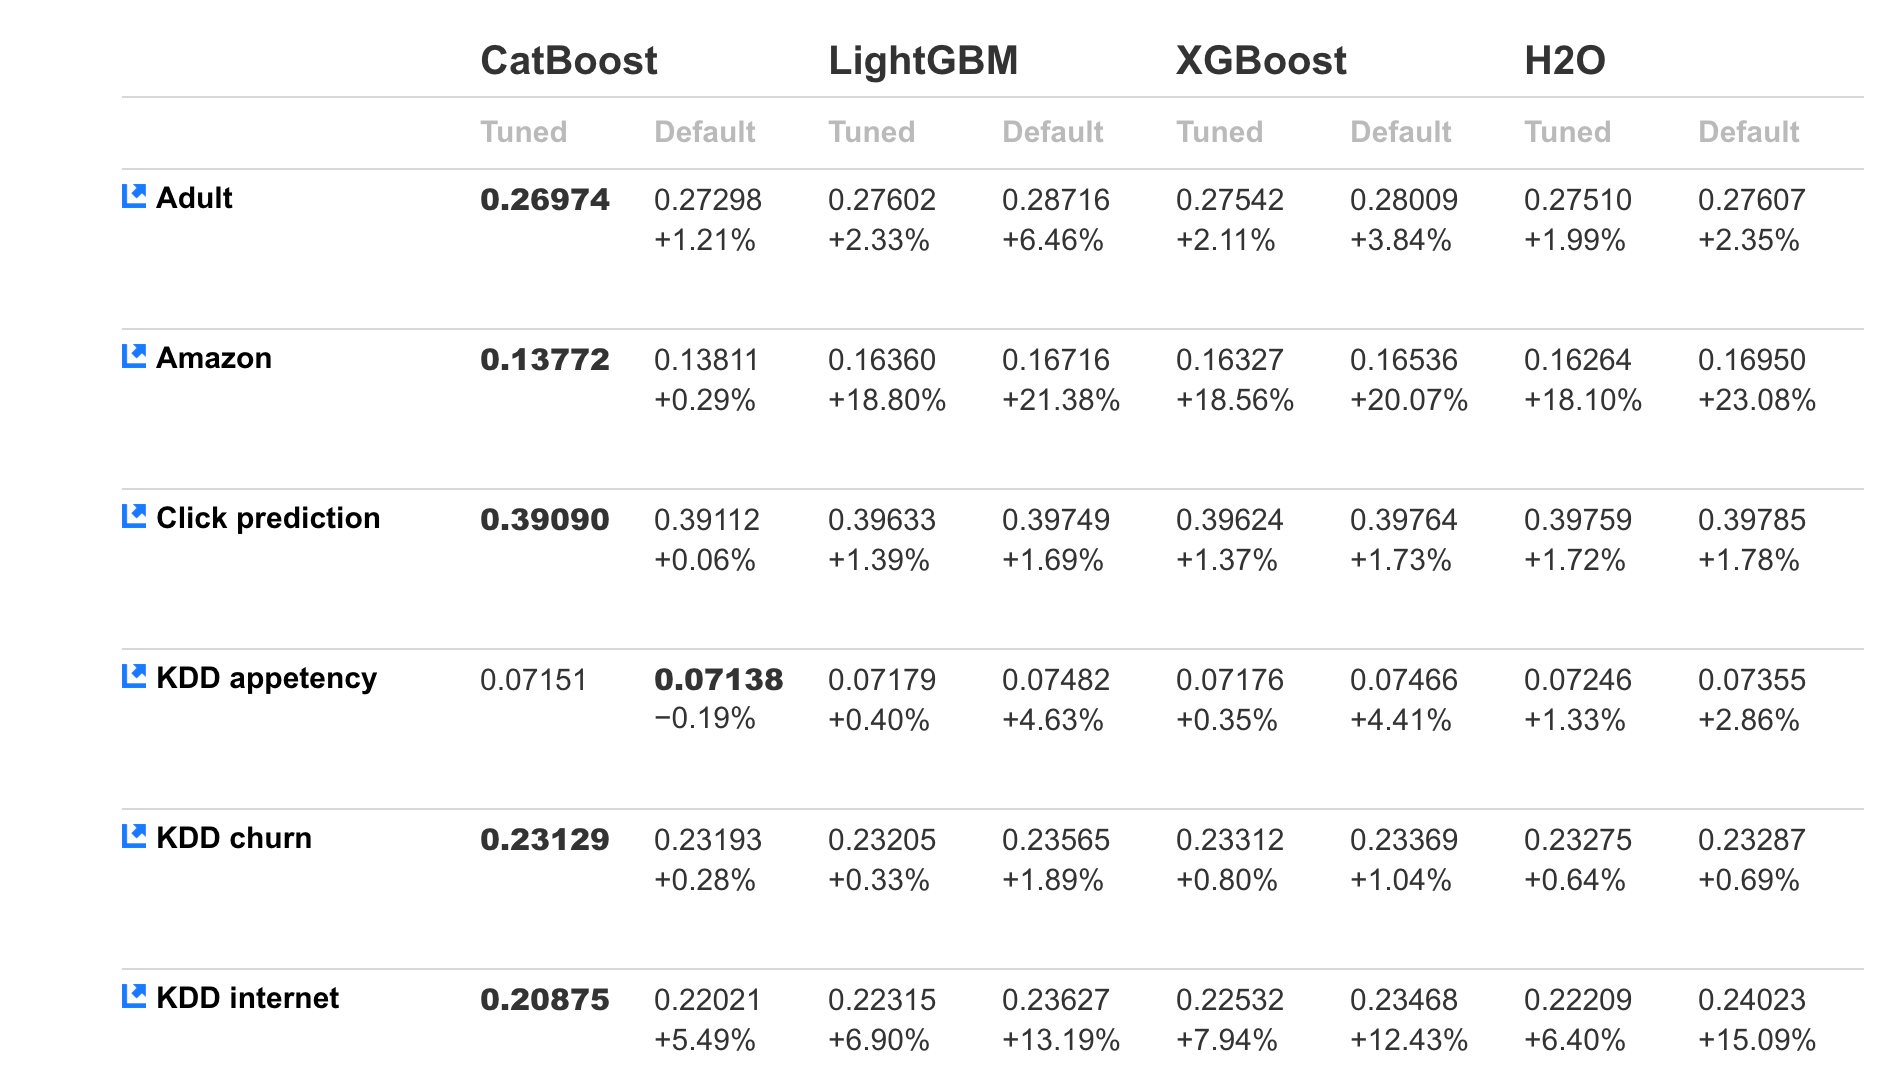 CatBoost LightGBM XGBoost H2O
Tuned Default Tuned Default Tuned Default Tuned Default
Adult 0.26974 0.27298 0.27602 0.28716 0.27542 0.28009 0.27510 0.27607
+1.21% +2.33% +6.46% +2.11% +3.84% +1.99% +2.35%
Amazon 0.13772 0.13811 0.16360 0.16716 0.16327 0.16536 0.16264 0.16950
+0.29% +18.80% +21.38% +18.56% +20.07% +18.10% +23.08%
Click prediction 0.39090 0.39112 0.39633 0.39749 0.39624 0.39764 0.39759 0.39785
+0.06% +1.39% +1.69% +1.37% +1.73% +1.72% +1.78%
KDD appetency 0.07151 0.07138 0.07179 0.07482 0.07176 0.07466 0.07246 0.07355
−0.19% +0.40% +4.63% +0.35% +4.41% +1.33% +2.86%
KDD churn 0.23129 0.23193 0.23205 0.23565 0.23312 0.23369 0.23275 0.23287
+0.28% +0.33% +1.89% +0.80% +1.04% +0.64% +0.69%
KDD internet 0.20875 0.22021 0.22315 0.23627 0.22532 0.23468 0.22209 0.24023
+5.49% +6.90% +13.19% +7.94% +12.43% +6.40% +15.09%